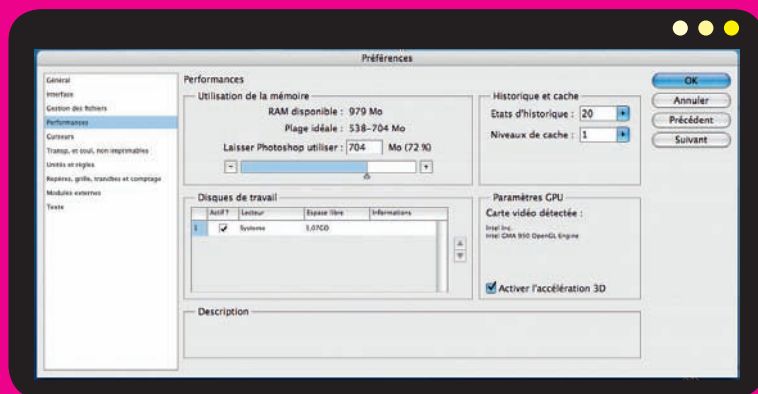 Préférences
Général
Interface
Gestion des fichiers
Performances
Curseurs
Transp. et coul. non imprimables
Unités et règles
Repères, grille, tranches et comptage
Modules externes
Texte
Performances
Utilisation de la mémoire
RAM disponible : 979 Mo
Plage idéale : 538-704 Mo
Laisser Photoshop utiliser : 704 Mo (72 %)
- +
Historique et cache
Etats d'historique : 20
Niveaux de cache : 1
OK
Annuler
Précédent
Suivant
Disques de travail
Actif? Lecteur Espace libre Informations
1 Systeme 3,07GO
Paramètres GPU
Carte vidéo détectée :
Intel Inc.
Intel GMA 950 OpenGL Engine
Activer l'accélération 3D
Description